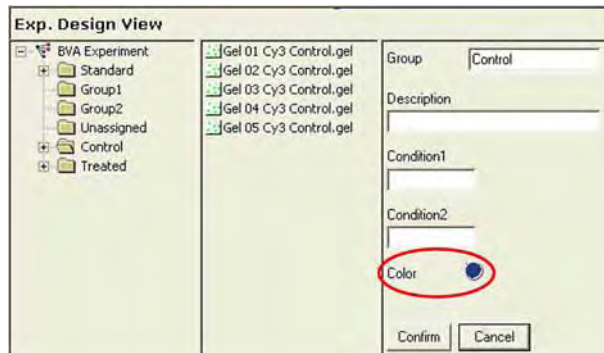 Exp. Design View
BVA Experiment
Standard
Group1
Group2
Unassigned
Control
Treated
Gel 01 Cy3 Control.gel
Gel 02 Cy3 Control.gel
Gel 03 Cy3 Control.gel
Gel 04 Cy3 Control.gel
Gel 05 Cy3 Control.gel
Group Control
Description
Condition1
Condition2
Color
Confirm Cancel